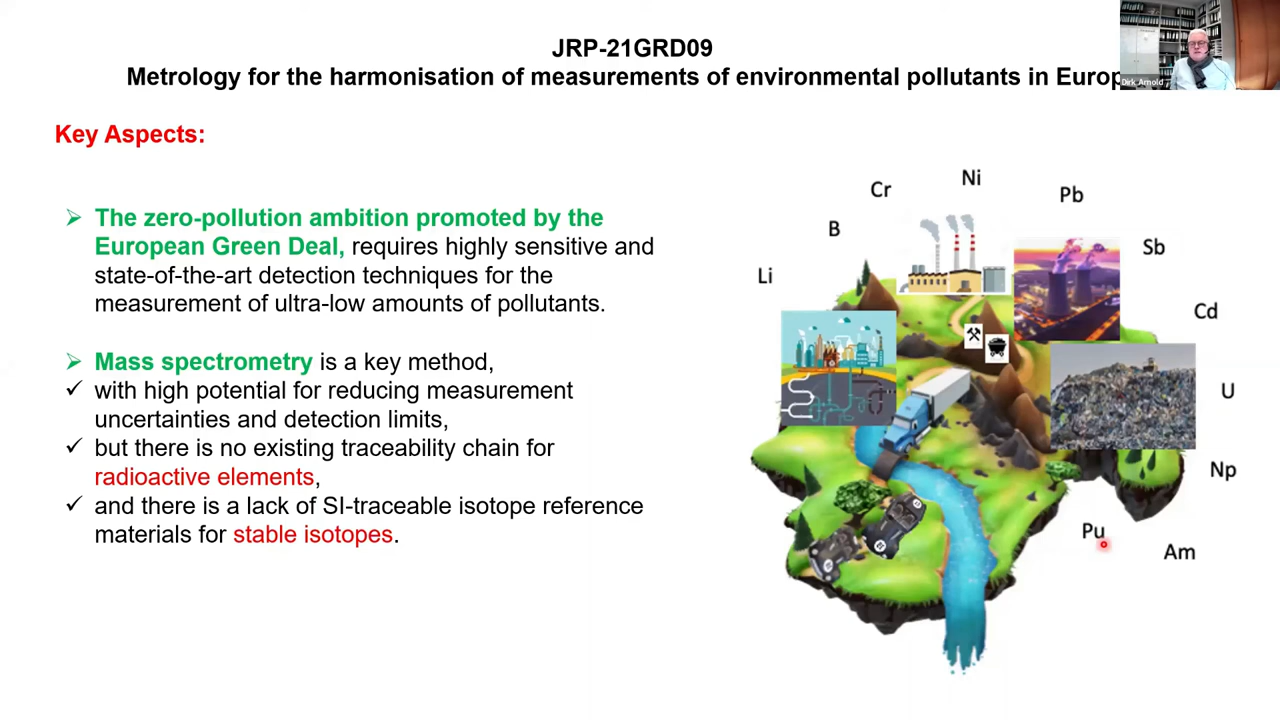 JRP-21GRD09
Metrology for the harmonisation of measurements of environmental pollutants in Europ
Dirk_Arnold
Key Aspects:
➢ The zero-pollution ambition promoted by the
European Green Deal, requires highly sensitive and
state-of-the-art detection techniques for the
measurement of ultra-low amounts of pollutants.
➢ Mass spectrometry is a key method,
✓ with high potential for reducing measurement
uncertainties and detection limits,
✓ but there is no existing traceability chain for
radioactive elements,
✓ and there is a lack of SI-traceable isotope reference
materials for stable isotopes.
Li
B
Cr
Ni
Pb
Sb
Cd
U
Np
Pu
Am